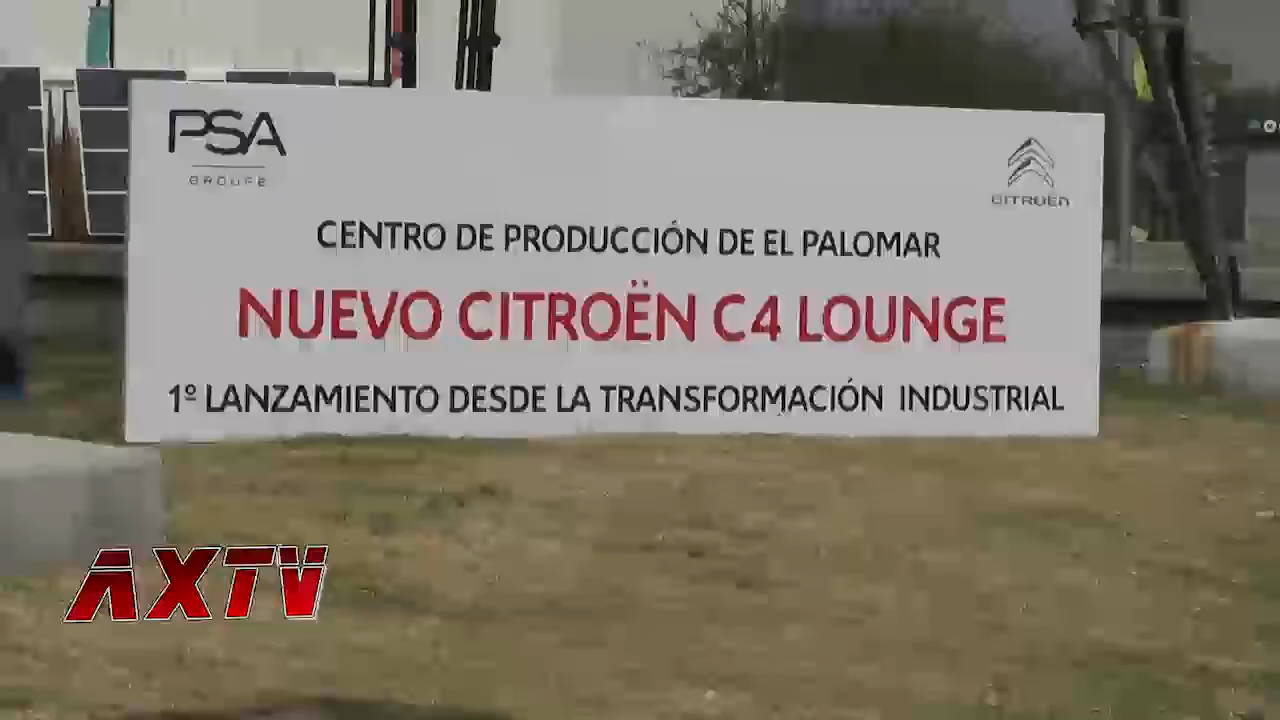 PSA
GROUPE
CITROËN
CENTRO DE PRODUCCIÓN DE EL PALOMAR
NUEVO CITROËN C4 LOUNGE
1º LANZAMIENTO DESDE LA TRANSFORMACIÓN INDUSTRIAL
AXTV